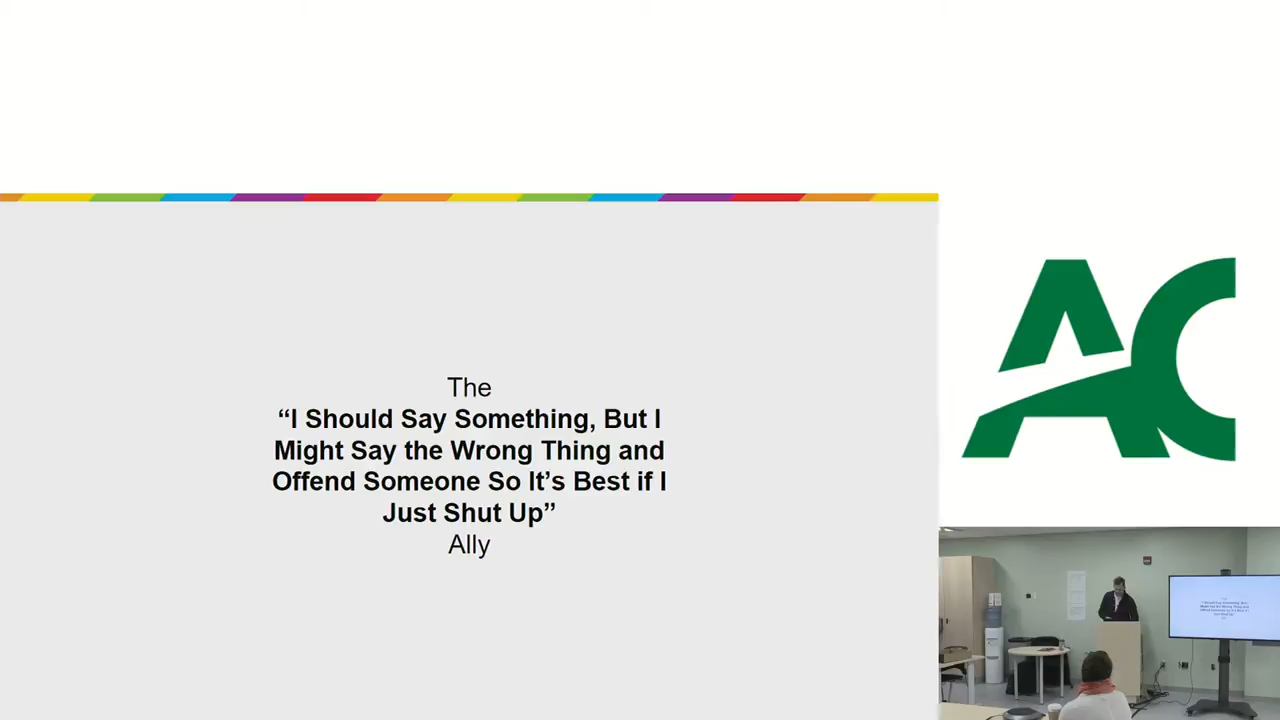 The
“I Should Say Something, But I
Might Say the Wrong Thing and
Offend Someone So It’s Best if I
Just Shut Up”
Ally
AC